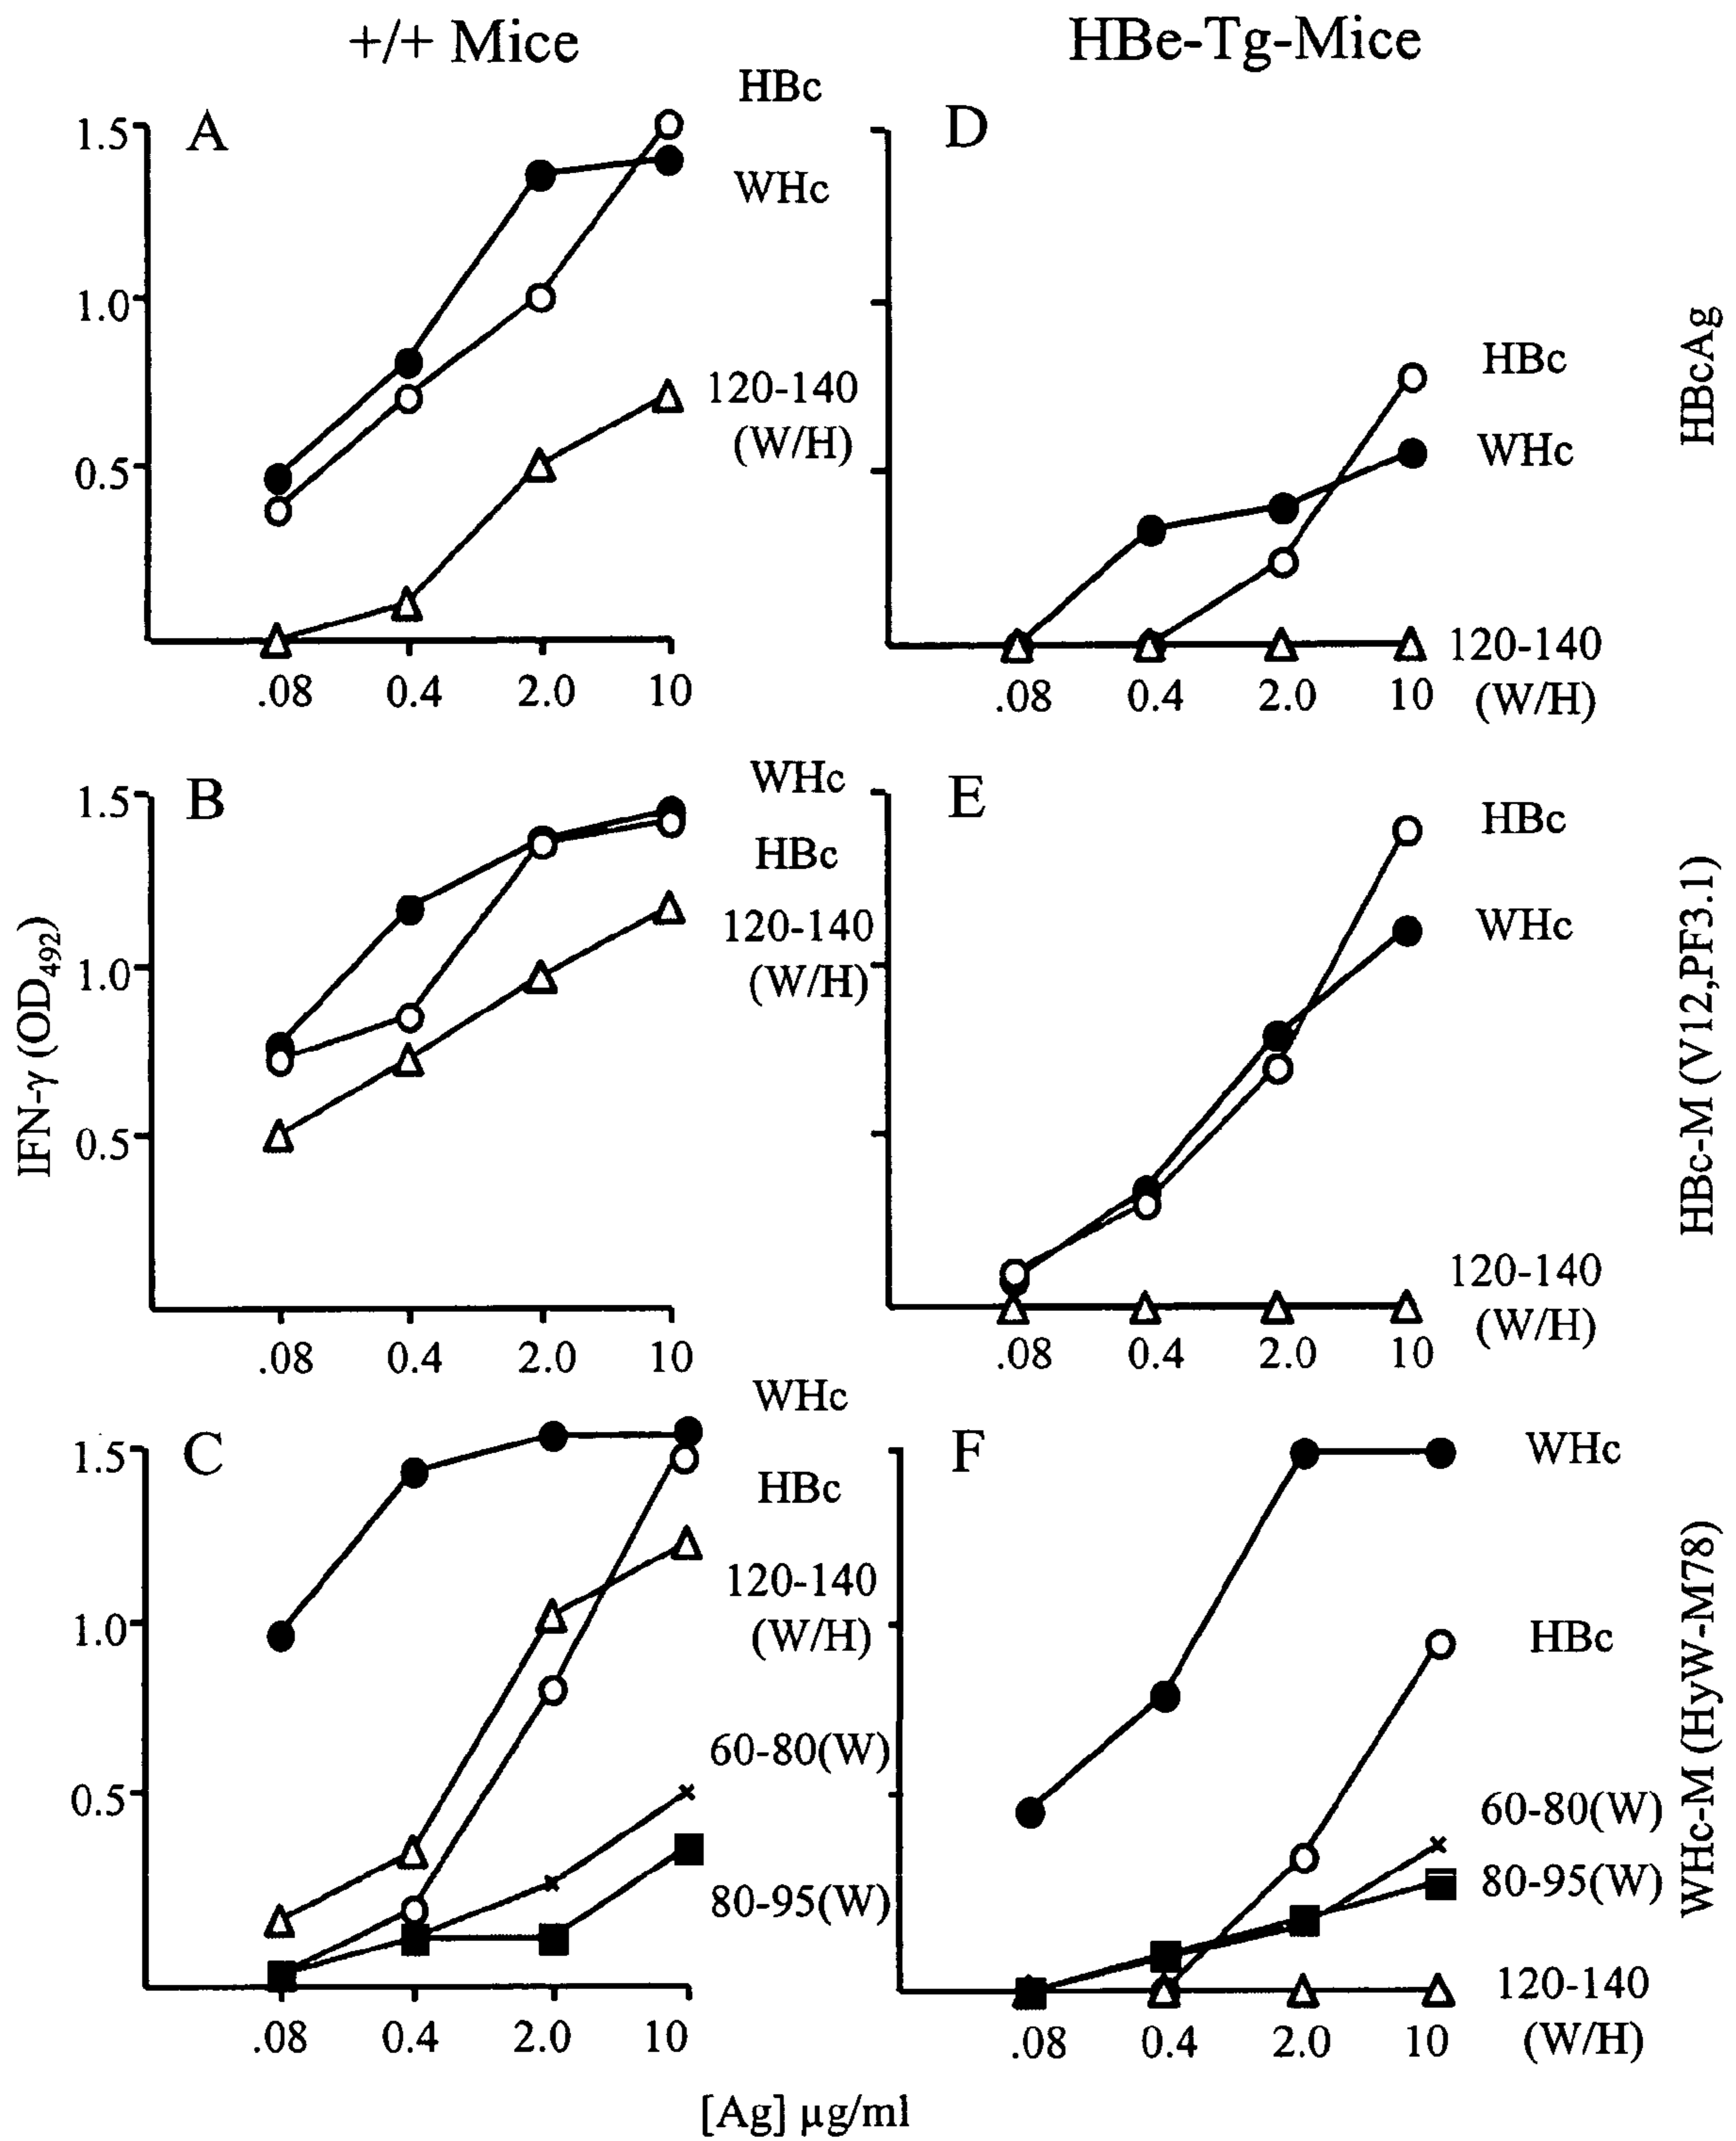 +/+ Mice
HBe-Tg-Mice
A
1.5
1.0
0.5
HBc
WHc
120-140
(W/H)
.08 0.4 2.0 10
D
HBc
WHc
120-140
(W/H)
.08 0.4 2.0 10
HBcAg
B
1.5
1.0
0.5
WHc
HBc
120-140
(W/H)
.08 0.4 2.0 10
IFN-γ (OD492)
E
HBc
WHc
120-140
(W/H)
.08 0.4 2.0 10
HBc-M (V12,PF3.1)
C
1.5
1.0
0.5
WHc
HBc
120-140
(W/H)
60-80(W)
80-95(W)
.08 0.4 2.0 10
F
WHc
HBc
60-80(W)
80-95(W)
120-140
(W/H)
.08 0.4 2.0 10
WHc-M (HyW-M78)
[Ag] µg/ml